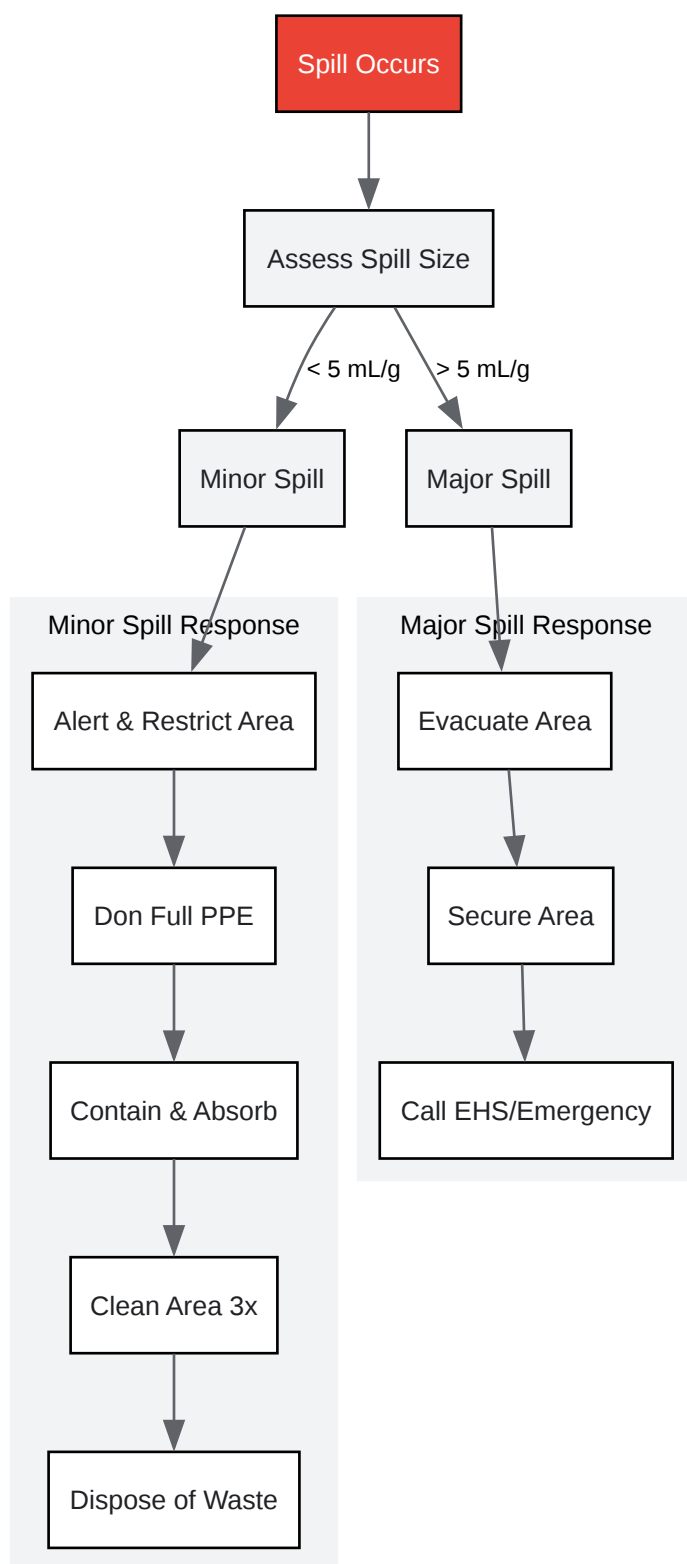 Spill Occurs
Assess Spill Size
< 5 mL/g
> 5 mL/g
Minor Spill
Major Spill
Minor Spill Response
Major Spill Response
Alert & Restrict Area
Evacuate Area
Don Full PPE
Secure Area
Contain & Absorb
Call EHS/Emergency
Clean Area 3x
Dispose of Waste